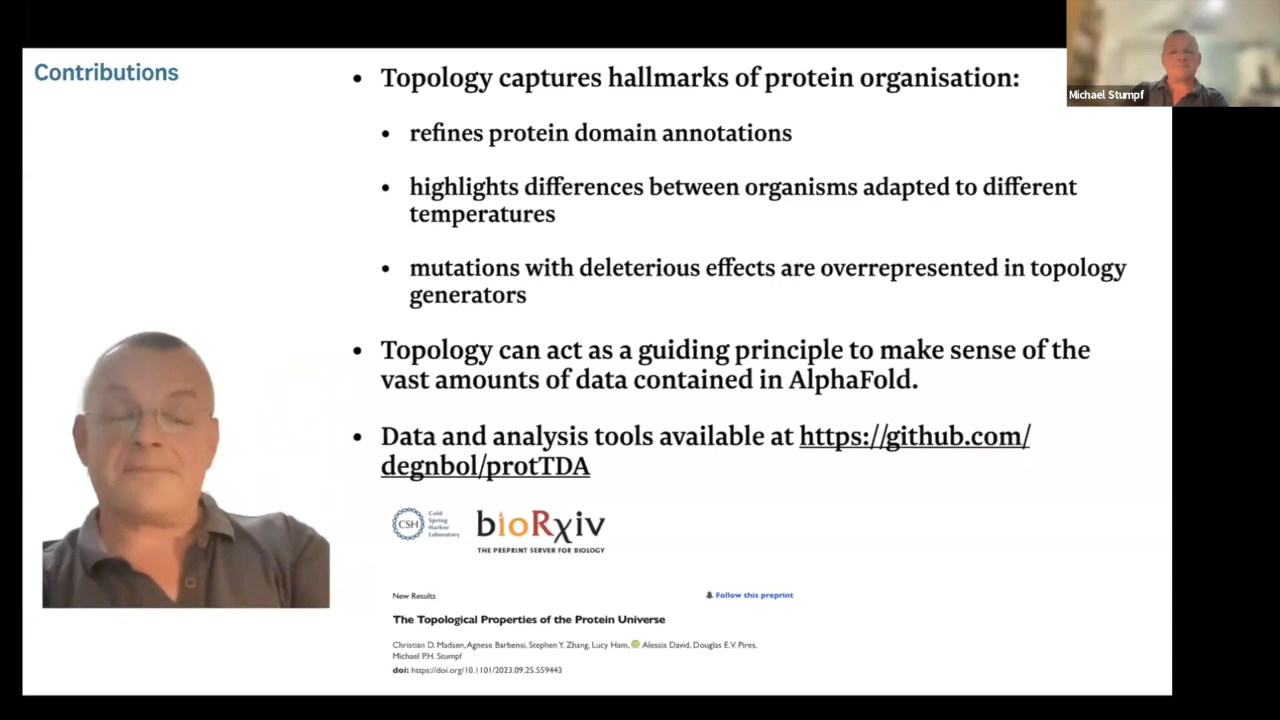 Contributions
• Topology captures hallmarks of protein organisation:
• refines protein domain annotations
• highlights differences between organisms adapted to different
temperatures
• mutations with deleterious effects are overrepresented in topology
generators
• Topology can act as a guiding principle to make sense of the
vast amounts of data contained in AlphaFold.
• Data and analysis tools available at https://github.com/
degnbol/protTDA
CSH
Cold
Spring
Harbor
Laboratory
bioRxiv
THE PREPRINT SERVER FOR BIOLOGY
New Results
Follow this preprint
The Topological Properties of the Protein Universe
Christian D. Madsen, Agnese Barbensi, Stephen Y. Zhang, Lucy Ham, Alessia David, Douglas E.V. Pires,
Michael P.H. Stumpf
doi: https://doi.org/10.1101/2023.09.25.559443
Michael Stumpf